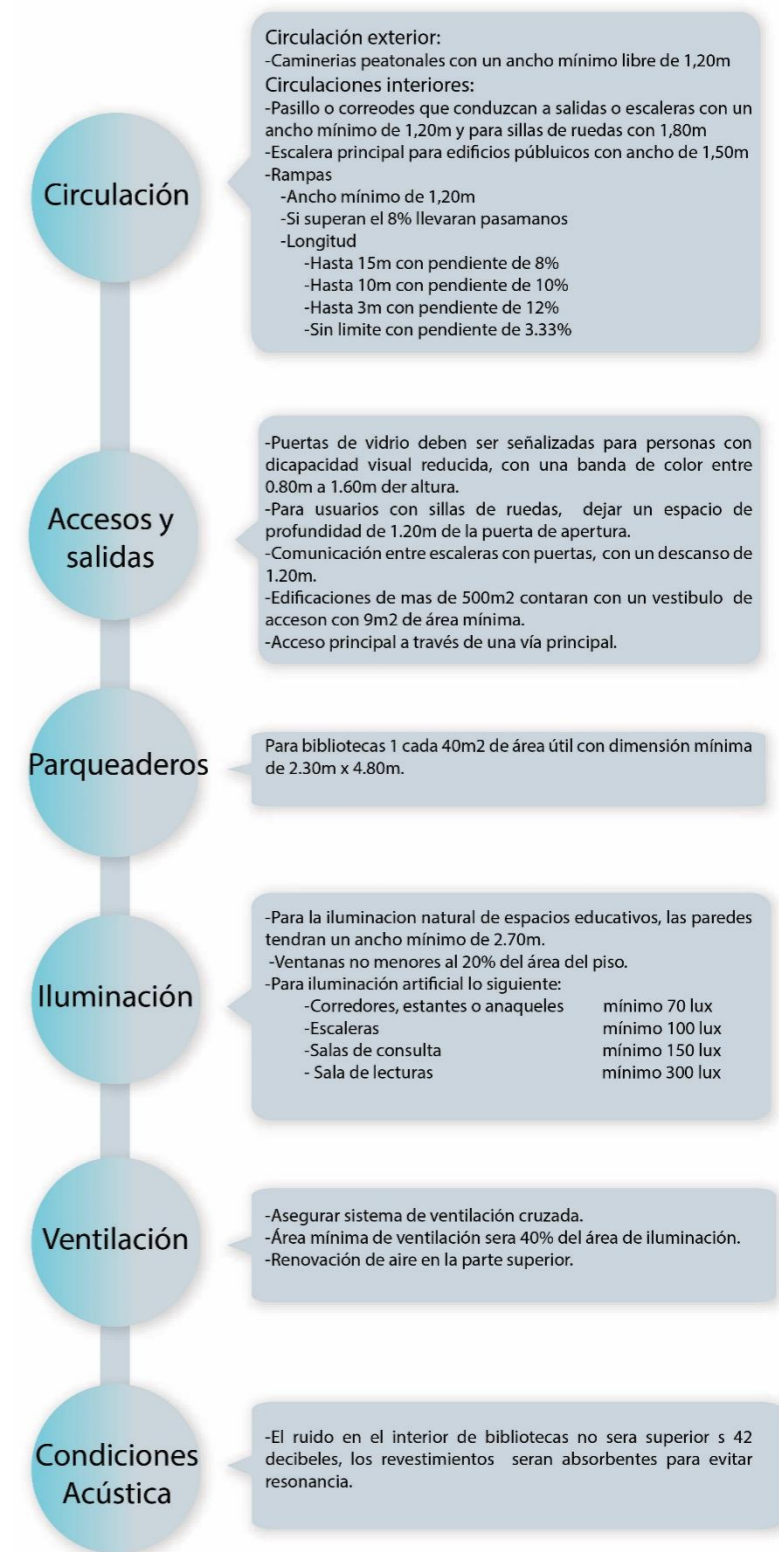 Circulación
Circulación exterior:
-Caminerias peatonales con un ancho mínimo libre de 1,20m
Circulaciones interiores:
-Pasillo o correodes que conduzcan a salidas o escaleras con un
ancho mínimo de 1,20m y para sillas de ruedas con 1,80m
-Escalera principal para edificios públuicos con ancho de 1,50m
-Rampas
-Ancho mínimo de 1,20m
-Si superan el 8% llevaran pasamanos
-Longitud
-Hasta 15m con pendiente de 8%
-Hasta 10m con pendiente de 10%
-Hasta 3m con pendiente de 12%
-Sin limite con pendiente de 3.33%
Accesos y
salidas
-Puertas de vidrio deben ser señalizadas para personas con
dicapacidad visual reducida, con una banda de color entre
0.80m a 1.60m der altura.
-Para usuarios con sillas de ruedas, dejar un espacio de
profundidad de 1.20m de la puerta de apertura.
-Comunicación entre escaleras con puertas, con un descanso de
1.20m.
-Edificaciones de mas de 500m2 contaran con un vestibulo de
acceson con 9m2 de área mínima.
-Acceso principal a través de una vía principal.
Parqueaderos
Para bibliotecas 1 cada 40m2 de área útil con dimensión mínima
de 2.30m x 4.80m.
Iluminación
-Para la iluminacion natural de espacios educativos, las paredes
tendran un ancho mínimo de 2.70m.
-Ventanas no menores al 20% del área del piso.
-Para iluminación artificial lo siguiente:
-Corredores, estantes o anaqueles mínimo 70 lux
-Escaleras mínimo 100 lux
-Salas de consulta mínimo 150 lux
- Sala de lecturas mínimo 300 lux
Ventilación
-Asegurar sistema de ventilación cruzada.
-Área mínima de ventilación sera 40% del área de iluminación.
-Renovación de aire en la parte superior.
Condiciones
Acústica
-El ruido en el interior de bibliotecas no sera superior s 42
decibeles, los revestimientos seran absorbentes para evitar
resonancia.